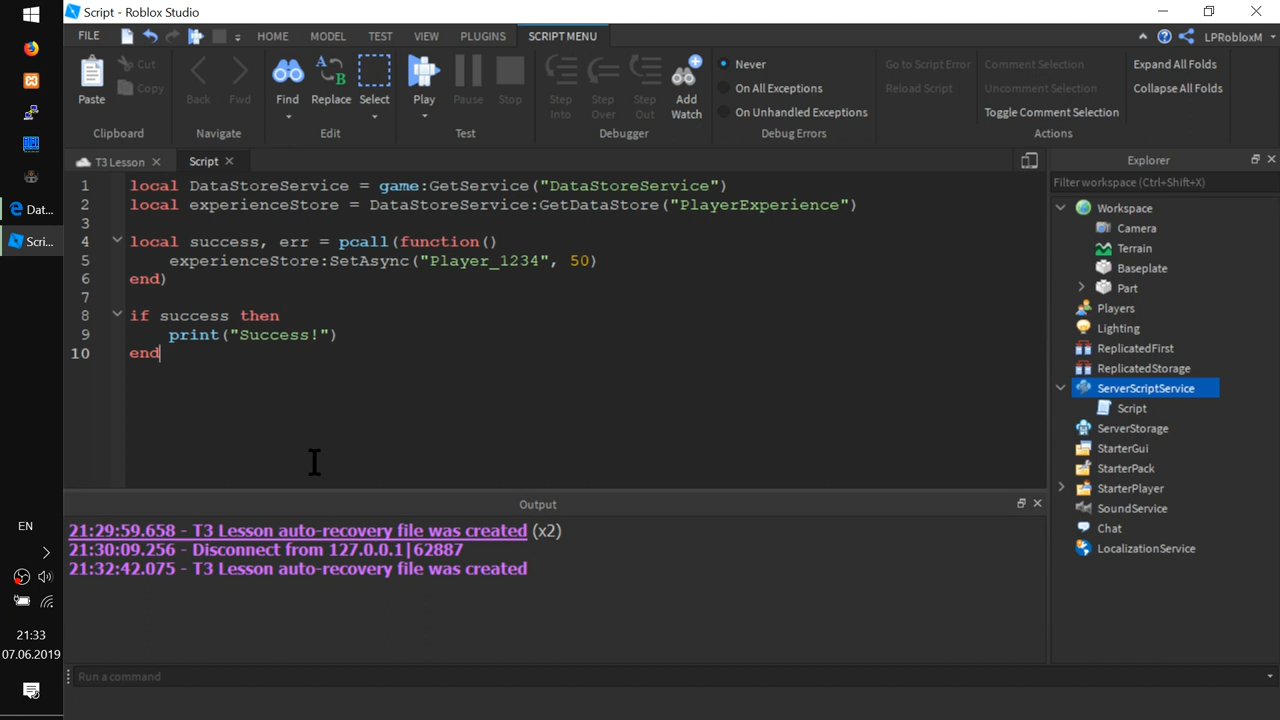 Script - Roblox Studio
FILE HOME MODEL TEST VIEW PLUGINS SCRIPT MENU LPRobloxM
Paste Cut Copy
Clipboard
Back Fwd
Navigate
Find Replace Select
Edit
Play Pause Stop
Test
Step Into Step Over Step Out Add Watch
Debugger
Never
On All Exceptions
On Unhandled Exceptions
Debug Errors
Go to Script Error
Reload Script
Comment Selection
Uncomment Selection
Toggle Comment Selection
Expand All Folds
Collapse All Folds
Actions
T3 Lesson Script
1 local DataStoreService = game:GetService("DataStoreService")
2 local experienceStore = DataStoreService:GetDataStore("PlayerExperience")
3
4 local success, err = pcall(function()
5 experienceStore:SetAsync("Player_1234", 50)
6 end)
7
8 if success then
9 print("Success!")
10 end
Explorer
Filter workspace (Ctrl+Shift+X)
Workspace
Camera
Terrain
Baseplate
Part
Players
Lighting
ReplicatedFirst
ReplicatedStorage
ServerScriptService
Script
ServerStorage
StarterGui
StarterPack
StarterPlayer
SoundService
Chat
LocalizationService
Output
21:29:59.658 - T3 Lesson auto-recovery file was created (x2)
21:30:09.256 - Disconnect from 127.0.0.1|62887
21:32:42.075 - T3 Lesson auto-recovery file was created
Run a command
Dat...
Scri...
EN
21:33
07.06.2019